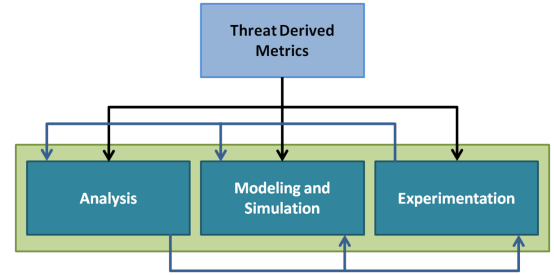 Threat Derived
Metrics
Analysis
Modeling and
Simulation
Experimentation